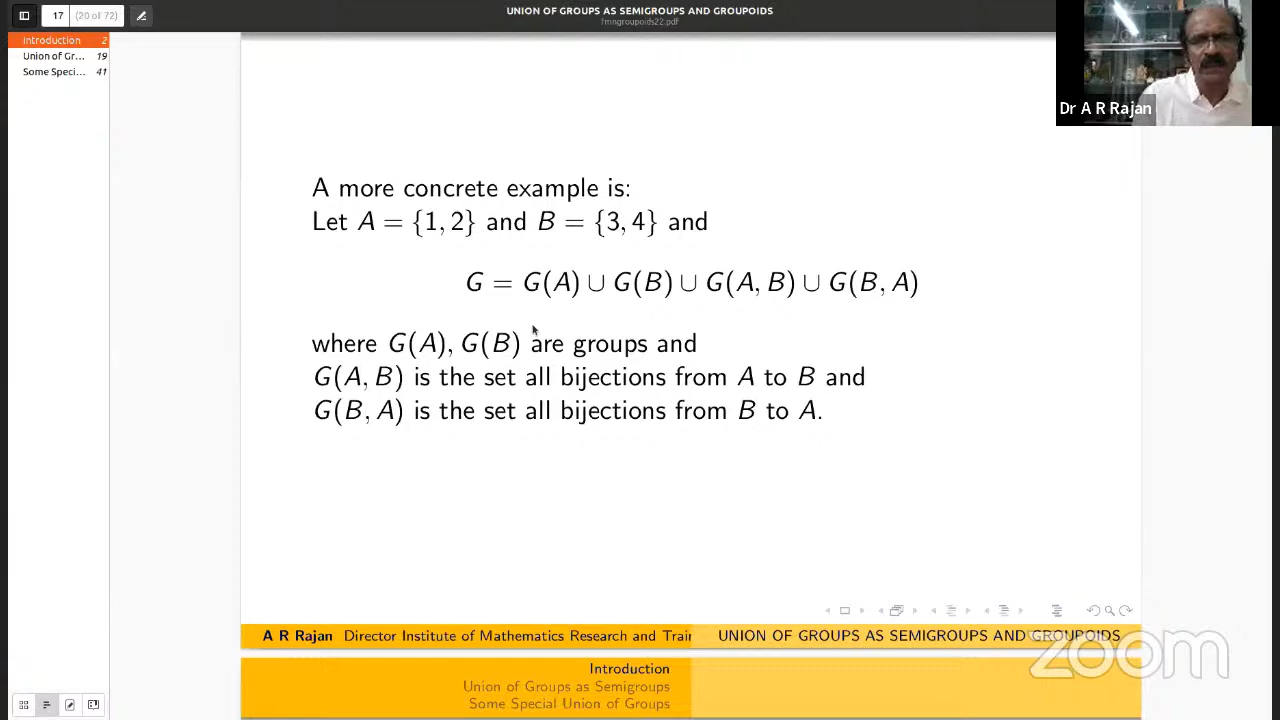 17 (20 of 72)
UNION OF GROUPS AS SEMIGROUPS AND GROUPOIDS
fmngroupoids22.pdf
Introduction 2
Union of Gr... 19
Some Speci... 41
Dr A R Rajan
A more concrete example is:
Let A = {1, 2} and B = {3, 4} and
G = G(A) ∪ G(B) ∪ G(A, B) ∪ G(B, A)
where G(A), G(B) are groups and
G(A, B) is the set all bijections from A to B and
G(B, A) is the set all bijections from B to A.
A R Rajan Director Institute of Mathematics Research and Trair UNION OF GROUPS AS SEMIGROUPS AND GROUPOIDS
zoom
Introduction
Union of Groups as Semigroups
Some Special Union of Groups